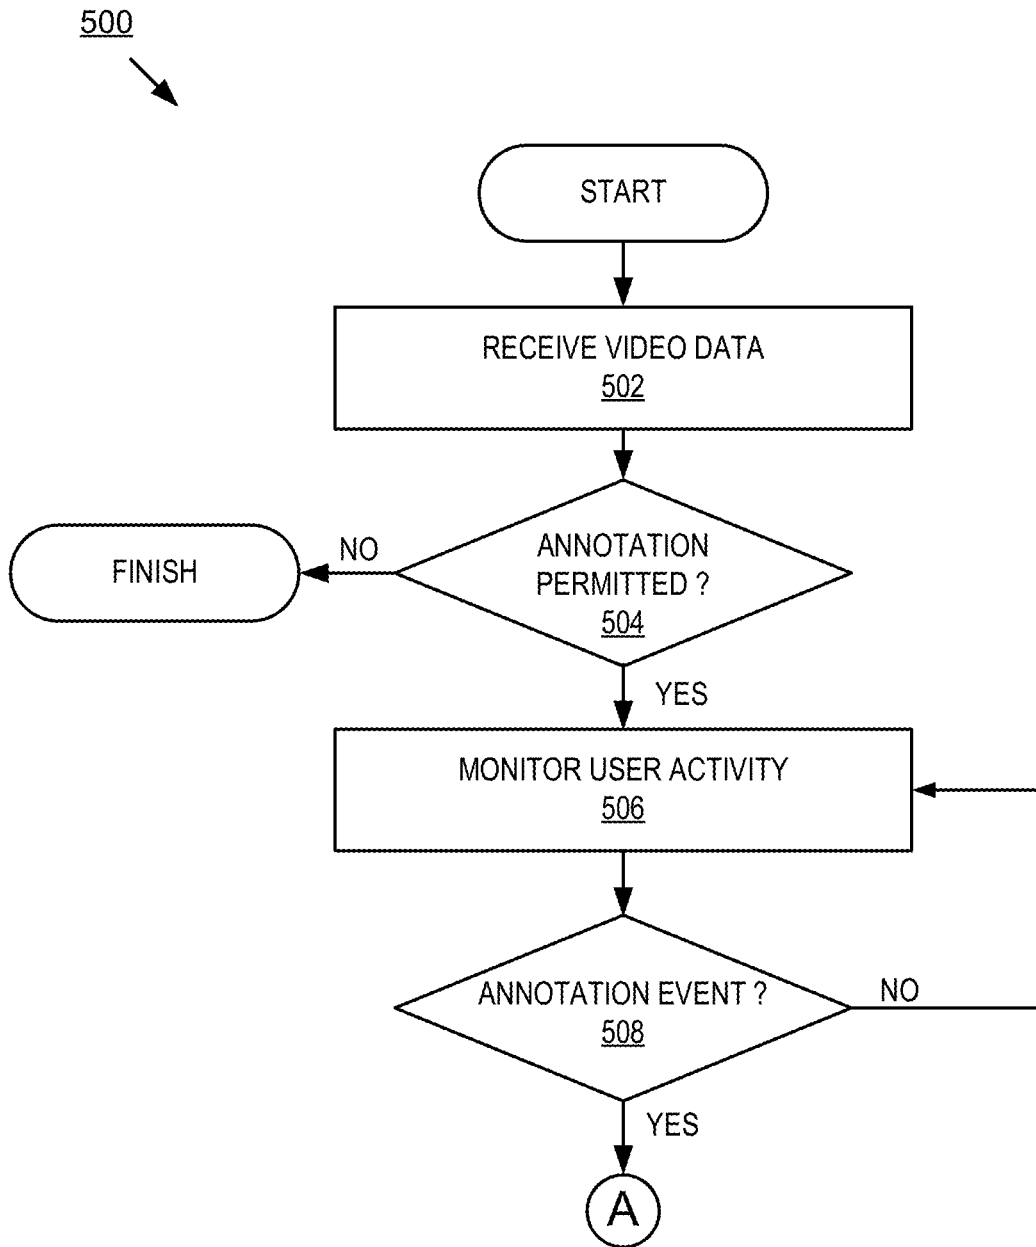 500
START
RECEIVE VIDEO DATA
502
ANNOTATION
PERMITTED ?
504
NO
FINISH
YES
MONITOR USER ACTIVITY
506
ANNOTATION EVENT ?
508
NO
YES
A